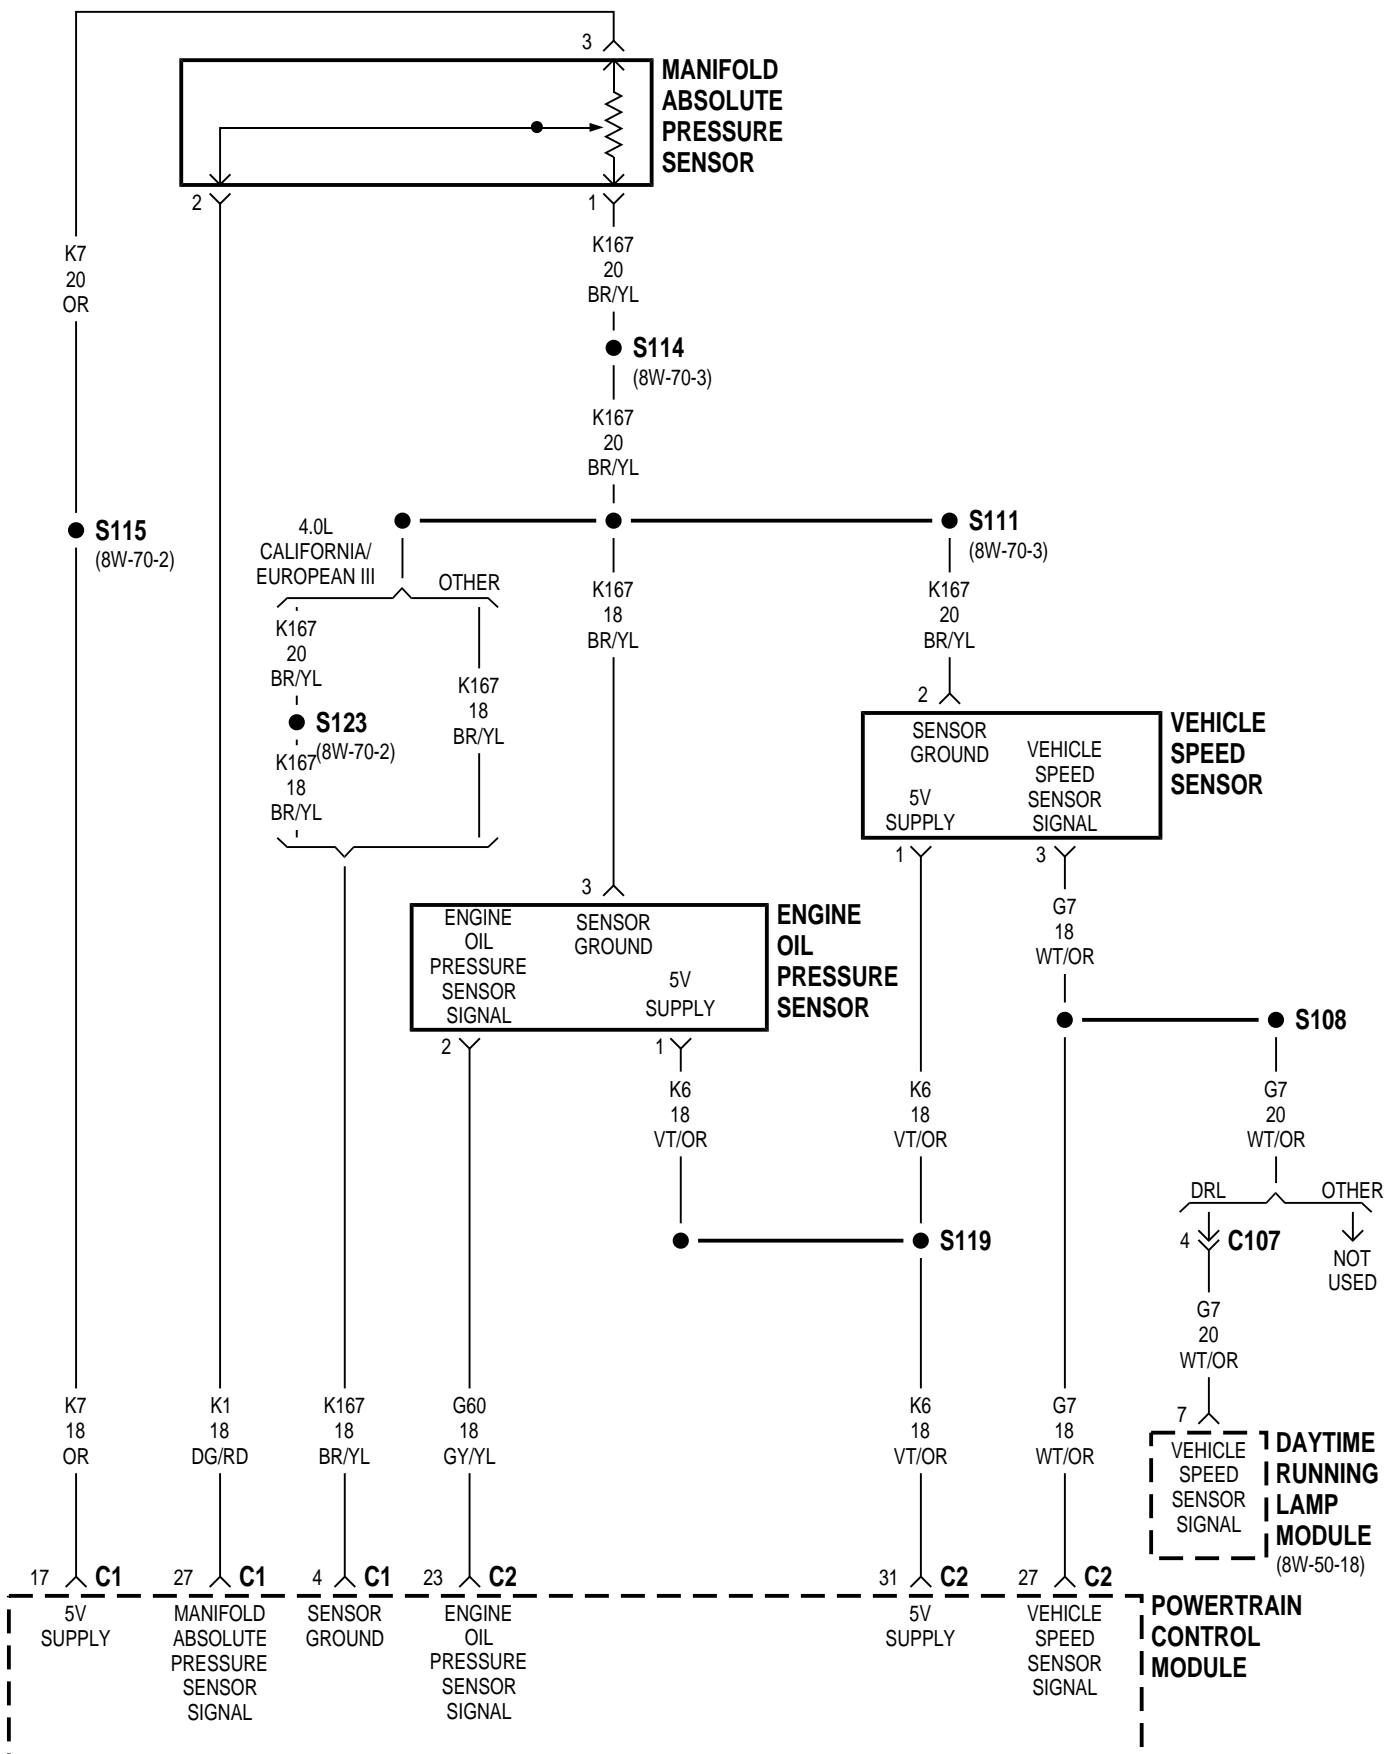 3
MANIFOLD
ABSOLUTE
PRESSURE
SENSOR
2
1
K7
20
OR
K167
20
BR/YL
S114
(8W-70-3)
K167
20
BR/YL
S115
(8W-70-2)
4.0L
CALIFORNIA/
EUROPEAN III
OTHER
S111
(8W-70-3)
K167
20
BR/YL
S123
(8W-70-2)
K167
18
BR/YL
K167
18
BR/YL
K167
18
BR/YL
K167
20
BR/YL
2
SENSOR
GROUND
5V
SUPPLY
VEHICLE
SPEED
SENSOR
SIGNAL
VEHICLE
SPEED
SENSOR
1
3
3
ENGINE
OIL
PRESSURE
SENSOR
SIGNAL
SENSOR
GROUND
5V
SUPPLY
ENGINE
OIL
PRESSURE
SENSOR
G7
18
WT/OR
S108
2
1
K6
18
VT/OR
K6
18
VT/OR
G7
20
WT/OR
DRL
OTHER
S119
4
C107
NOT
USED
G7
20
WT/OR
K7
18
OR
K1
18
DG/RD
K167
18
BR/YL
G60
18
GY/YL
K6
18
VT/OR
G7
18
WT/OR
7
VEHICLE
SPEED
SENSOR
SIGNAL
DAYTIME
RUNNING
LAMP
MODULE
(8W-50-18)
17 C1
27 C1
4 C1
23 C2
31 C2
27 C2
5V
SUPPLY
MANIFOLD
ABSOLUTE
PRESSURE
SENSOR
SIGNAL
SENSOR
GROUND
ENGINE
OIL
PRESSURE
SENSOR
SIGNAL
5V
SUPPLY
VEHICLE
SPEED
SENSOR
SIGNAL
POWERTRAIN
CONTROL
MODULE